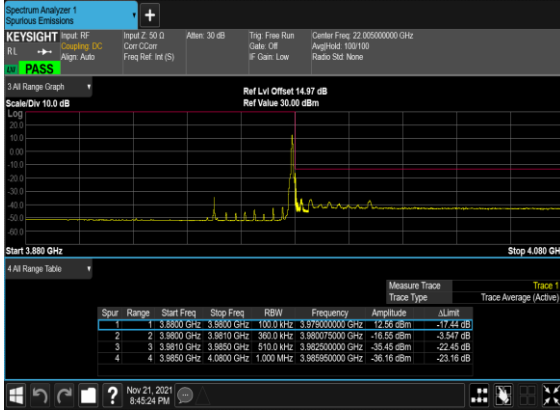 Spectrum Analyzer 1
Spurious Emissions
+
KEYSIGHT Input: RF Input Z: 50 Ω Atten: 30 dB Trig: Free Run Center Freq: 22.005000000 GHz
RL Coupling: DC Corr CCorr Gate: Off Avg|Hold: 100/100
Align: Auto Freq Ref: Int (S) IF Gain: Low Radio Std: None
PASS
3 All Range Graph
Ref Lvl Offset 14.97 dB
Scale/Div 10.0 dB Ref Value 30.00 dBm
Log
20.0
10.0
0.00
-10.0
-20.0
-30.0
-40.0
-50.0
-60.0
Start 3.880 GHz Stop 4.080 GH
4 All Range Table
Measure Trace Trace 1
Trace Type Trace Average (Active)
Spur Range Start Freq Stop Freq RBW Frequency Amplitude ΔLimit
1 1 3.8800 GHz 3.9800 GHz 100.0 kHz 3.979000000 GHz 12.56 dBm -17.44 dB
2 2 3.9800 GHz 3.9810 GHz 360.0 kHz 3.980075000 GHz -16.55 dBm -3.547 dB
3 3 3.9810 GHz 3.9850 GHz 510.0 kHz 3.982500000 GHz -35.45 dBm -22.45 dB
4 4 3.9850 GHz 4.0800 GHz 1.000 MHz 3.985950000 GHz -36.16 dBm -23.16 dB
? Nov 21, 2021
8:45:24 PM